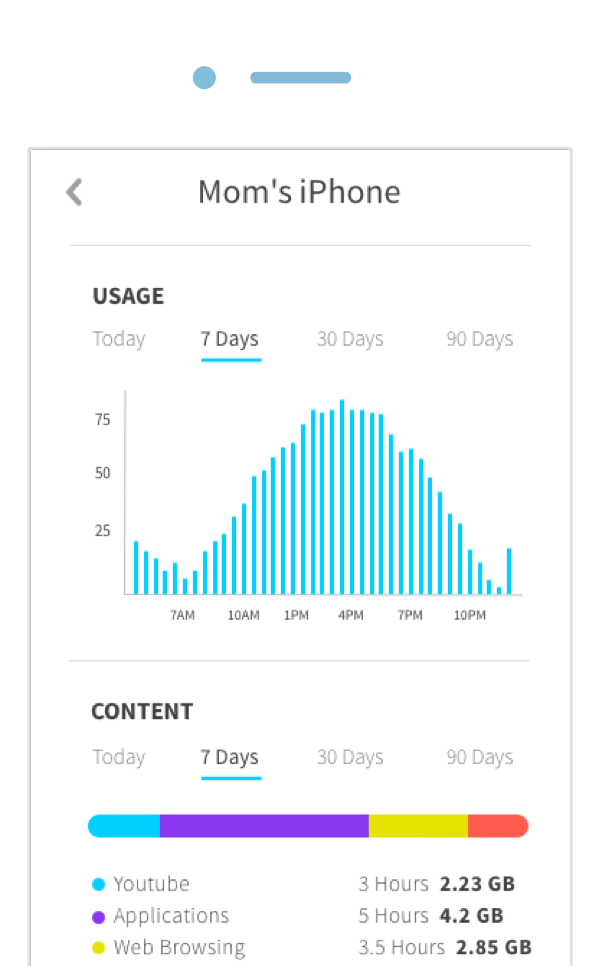 Mom's iPhone
USAGE
Today 7 Days 30 Days 90 Days
75
50
25
7AM 10AM 1PM 4PM 7PM 10PM
CONTENT
Today 7 Days 30 Days 90 Days
Youtube 3 Hours 2.23 GB
Applications 5 Hours 4.2 GB
Web Browsing 3.5 Hours 2.85 GB